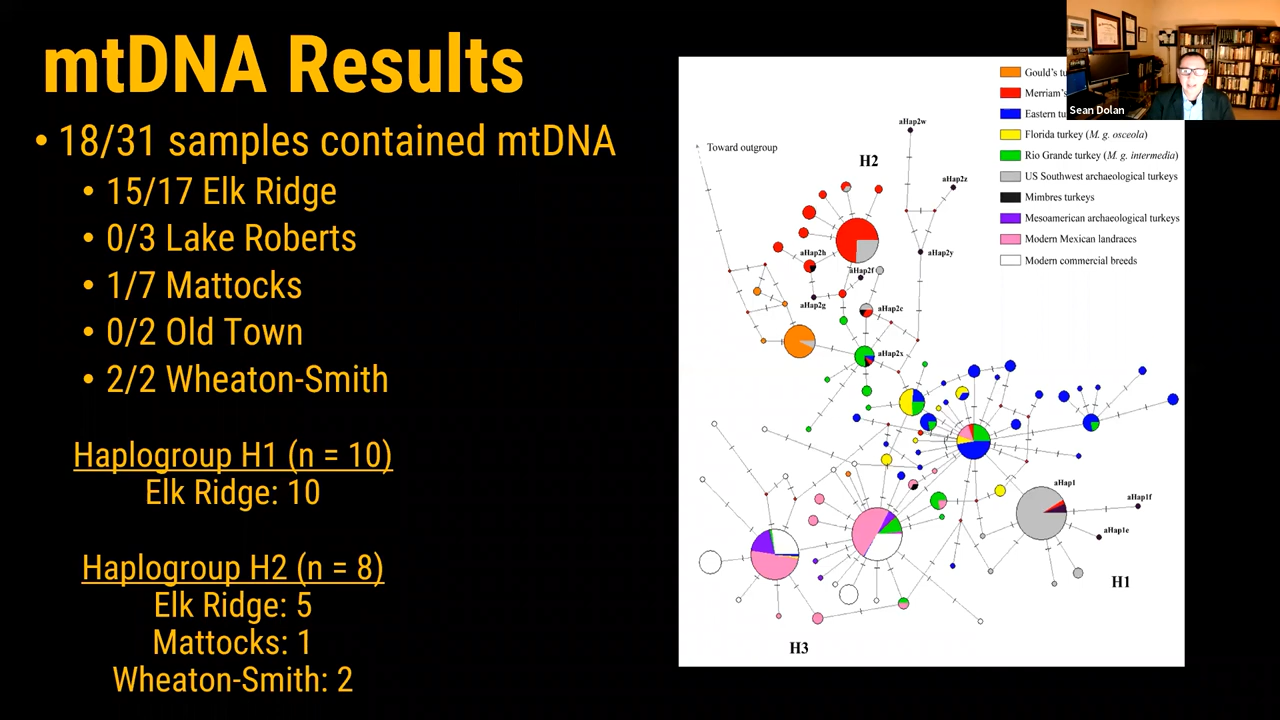 mtDNA Results
• 18/31 samples contained mtDNA
• 15/17 Elk Ridge
• 0/3 Lake Roberts
• 1/7 Mattocks
• 0/2 Old Town
• 2/2 Wheaton-Smith
Haplogroup H1 (n = 10)
Elk Ridge: 10
Haplogroup H2 (n = 8)
Elk Ridge: 5
Mattocks: 1
Wheaton-Smith: 2
Sean Dolan
Gould's
Merriam's
Eastern
Florida turkey (M. g. osceola)
Rio Grande turkey (M. g. intermedia)
US Southwest archaeological turkeys
Mimbres turkeys
Mesoamerican archaeological turkeys
Modern Mexican landraces
Modern commercial breeds
Toward outgroup
H2
aHap2w
aHap2z
aHap2y
aHap2h
aHap2f
aHap2g
aHap2c
aHap2x
aHap1
aHap1f
aHap1e
H1
H3